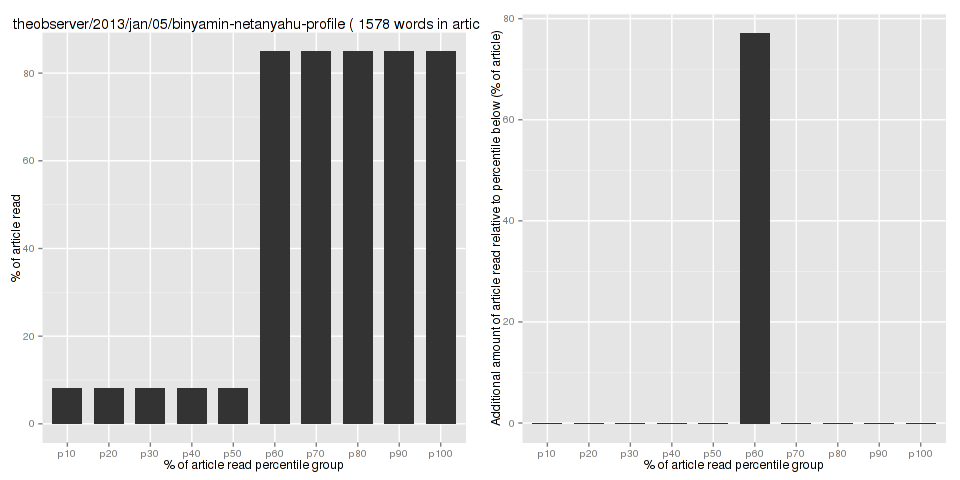 theobserver/2013/jan/05/binyamin-netanyahu-profile ( 1578 words in artic
% of article read
80
60
40
20
0
p10 p20 p30 p40 p50 p60 p70 p80 p90 p100
% of article read percentile group
Additional amount of article read relative to percentile below (% of article)
80
60
40
20
0
p10 p20 p30 p40 p50 p60 p70 p80 p90 p100
% of article read percentile group